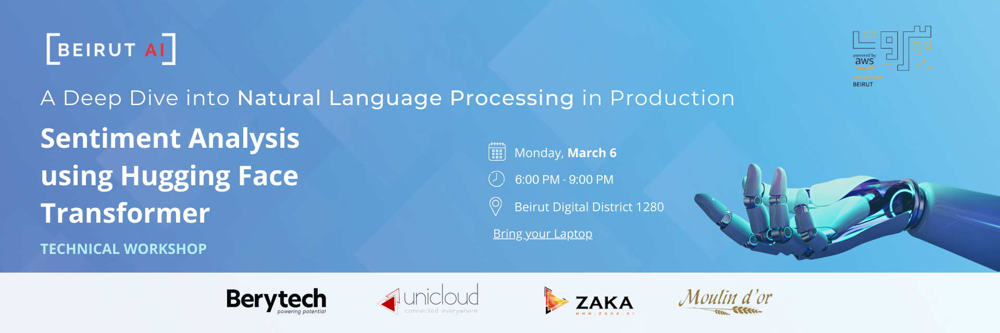 [BEIRUT AI]
بيروت
powered by
aws
BEIRUT
A Deep Dive into Natural Language Processing in Production
Sentiment Analysis
using Hugging Face
Transformer
TECHNICAL WORKSHOP
Monday, March 6
6:00 PM - 9:00 PM
Beirut Digital District 1280
Bring your Laptop
Berytech
powering potential
unicloud
connected everywhere
ZAKA
WWW.ZAKA.AI
Moulin d'or